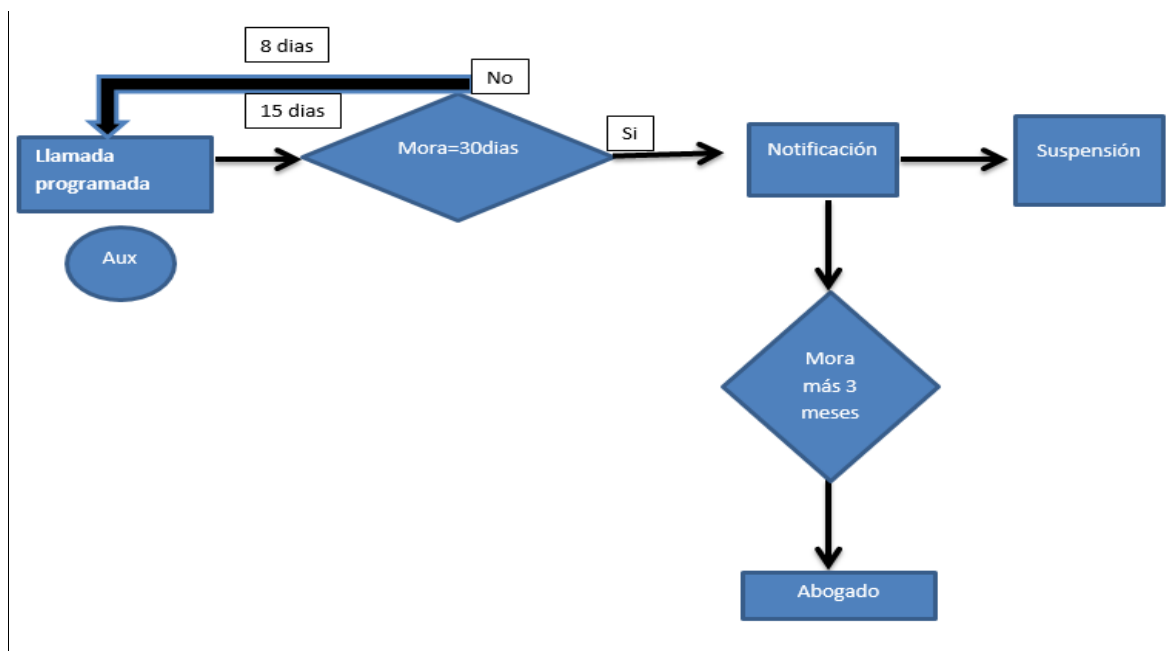 8 dias
No
15 dias
Llamada
programada
Mora=30dias
Si
Notificación
Suspensión
Aux
Mora
más 3
meses
Abogado